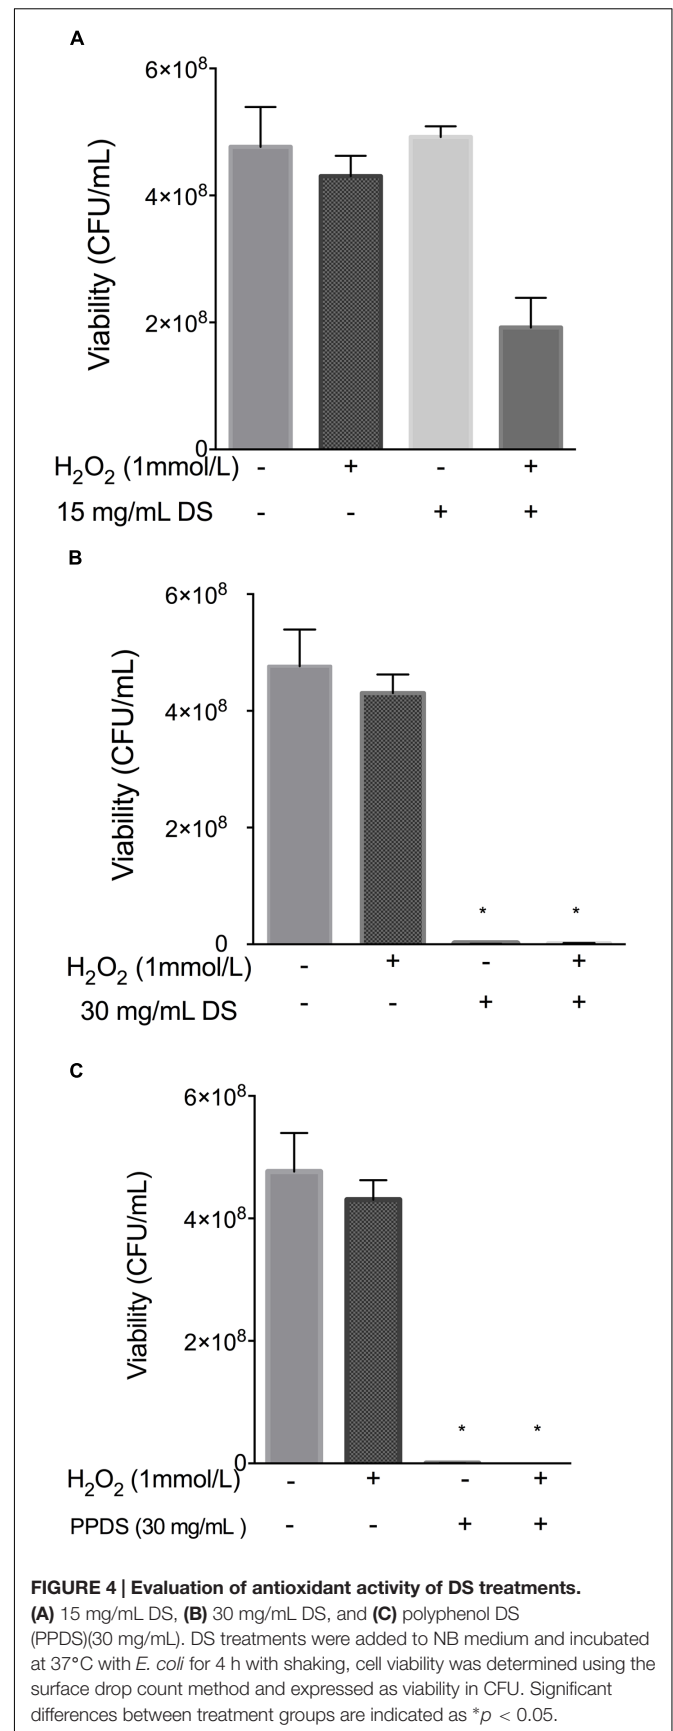 A
6×10⁸
4×10⁸
2×10⁸
0
Viability (CFU/mL)
H₂O₂ (1mmol/L) - + - +
15 mg/mL DS - - + +
B
6×10⁸
4×10⁸
2×10⁸
0
Viability (CFU/mL)
* *
H₂O₂ (1mmol/L) - + - +
30 mg/mL DS - - + +
C
6×10⁸
4×10⁸
2×10⁸
0
Viability (CFU/mL)
* *
H₂O₂ (1mmol/L) - + - +
PPDS (30 mg/mL ) - - + +
FIGURE 4 | Evaluation of antioxidant activity of DS treatments.
(A) 15 mg/mL DS, (B) 30 mg/mL DS, and (C) polyphenol DS
(PPDS)(30 mg/mL). DS treatments were added to NB medium and incubated
at 37°C with E. coli for 4 h with shaking, cell viability was determined using the
surface drop count method and expressed as viability in CFU. Significant
differences between treatment groups are indicated as *p < 0.05.